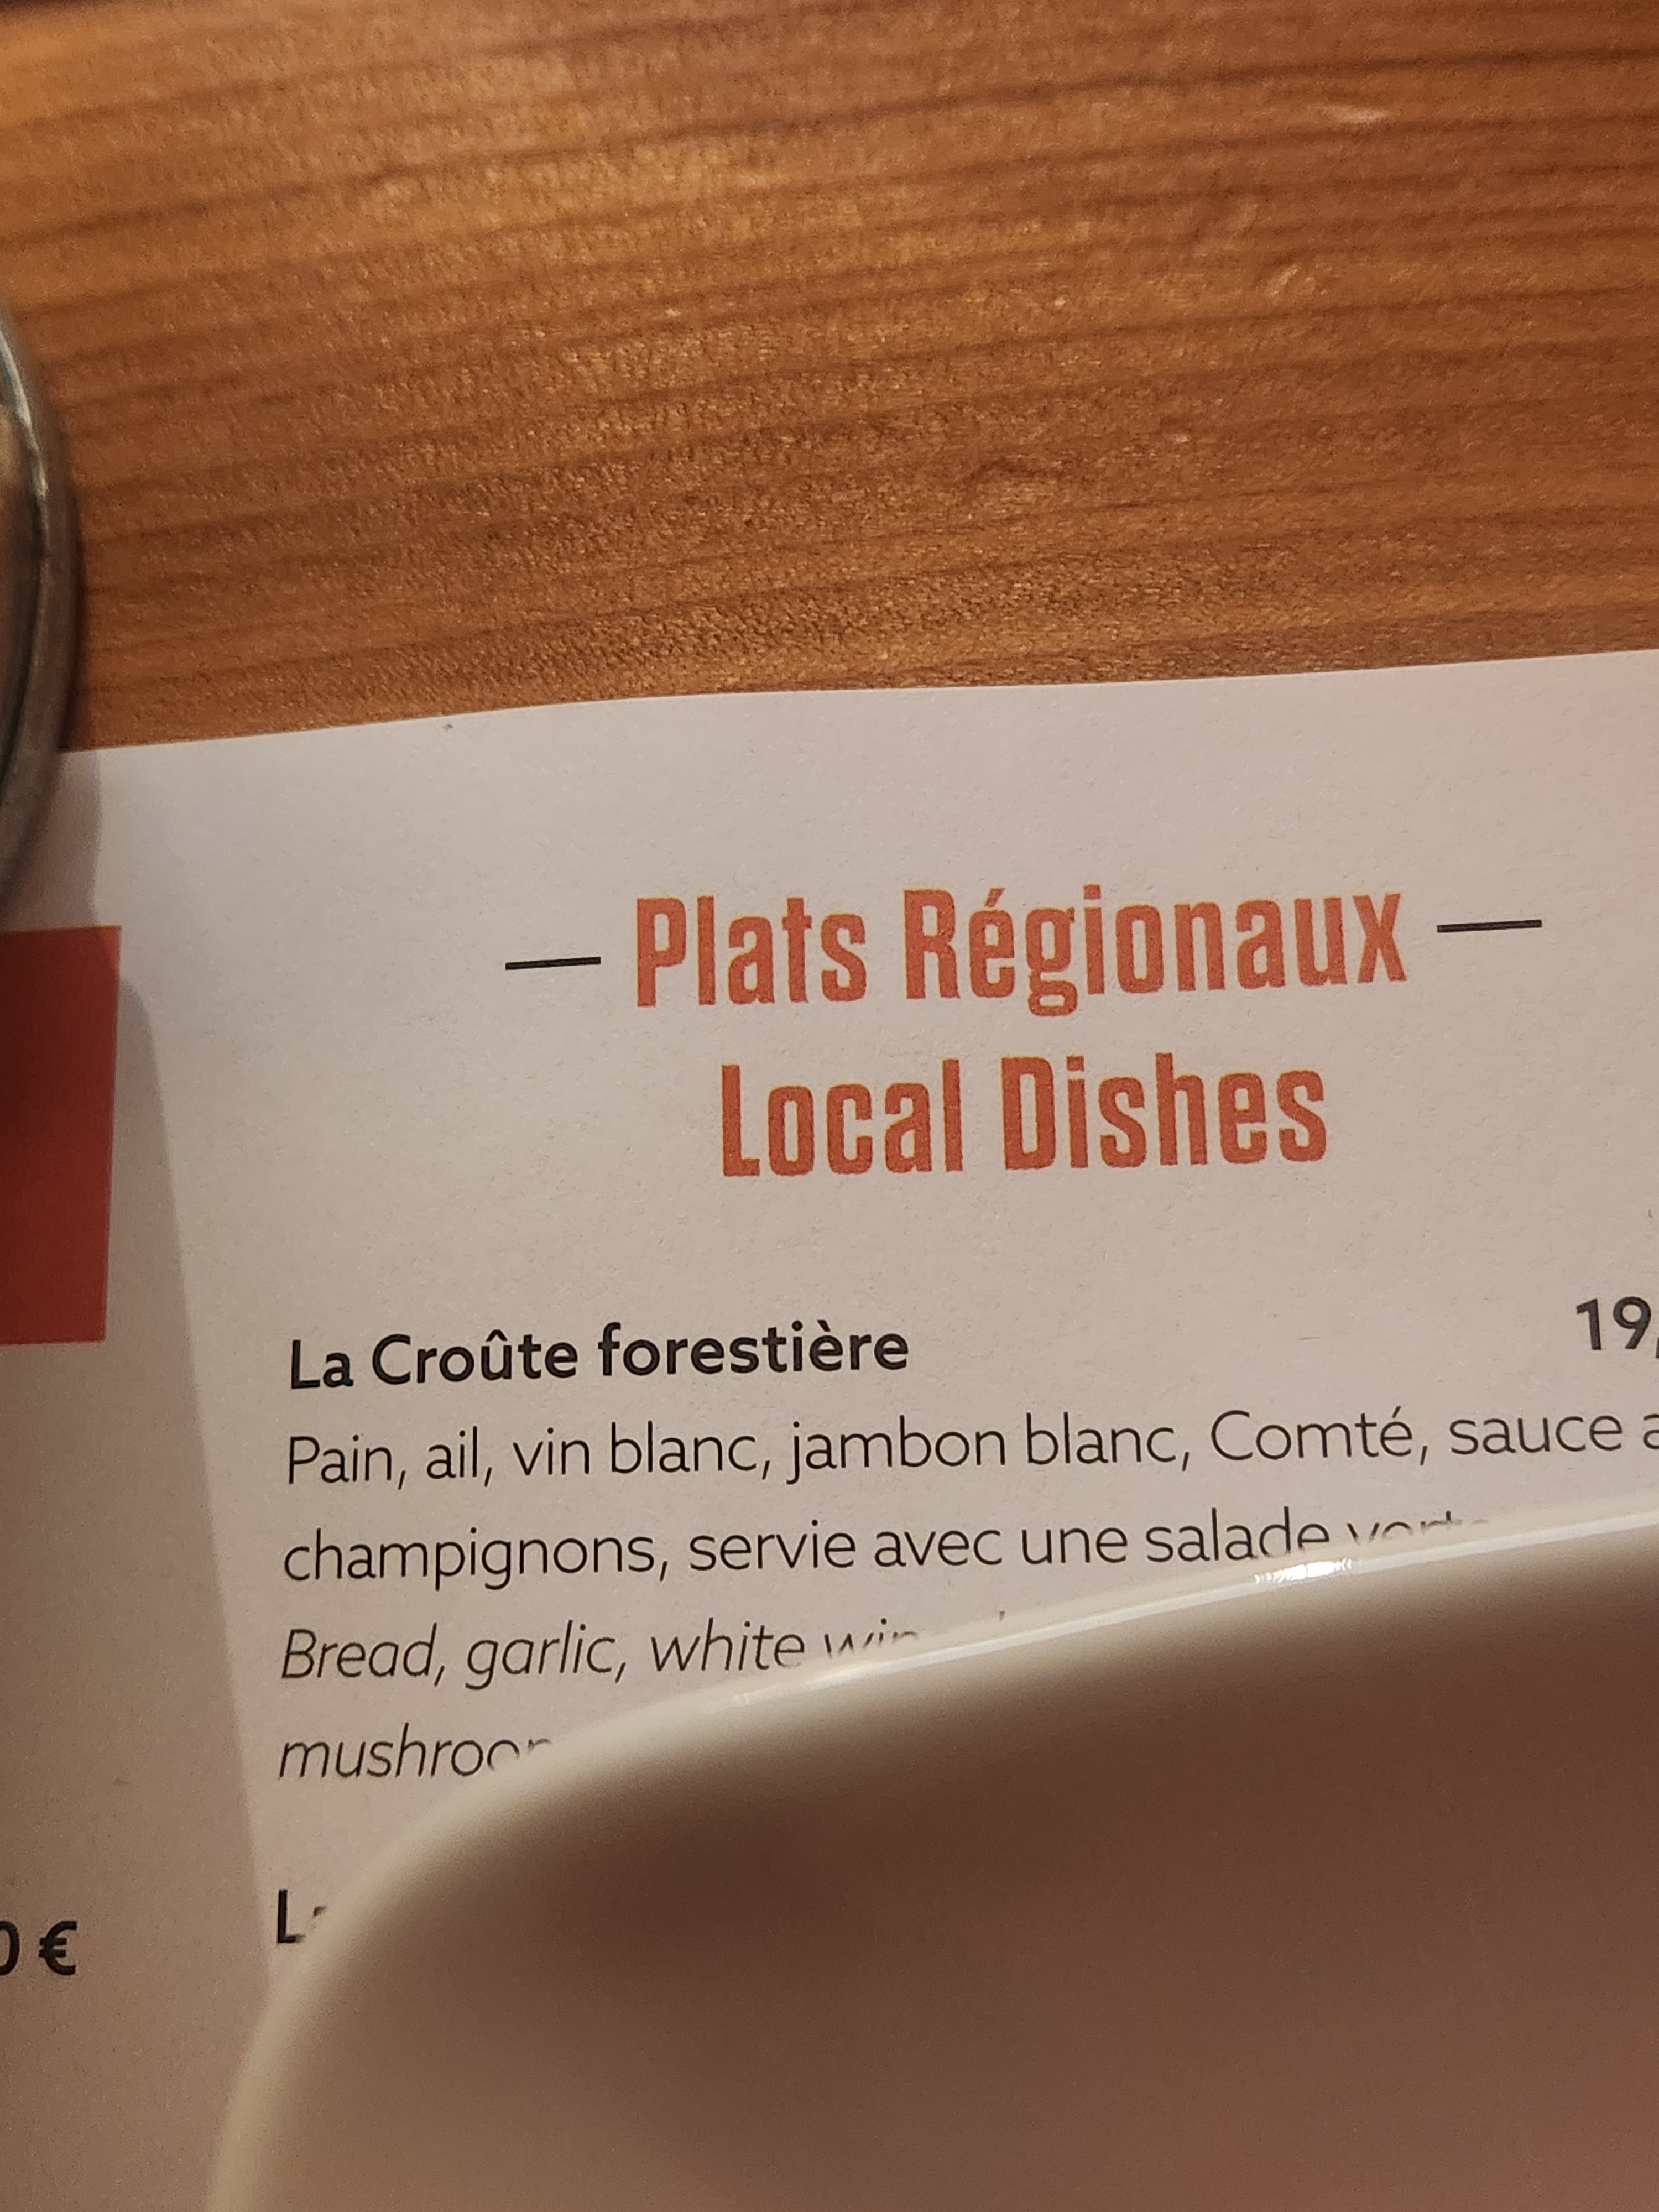 Plats Régionaux
Local Dishes
La Croûte forestière 19,
Pain, ail, vin blanc, jambon blanc, Comté, sauce
champignons, servie avec une salade
Bread, garlic, white
€